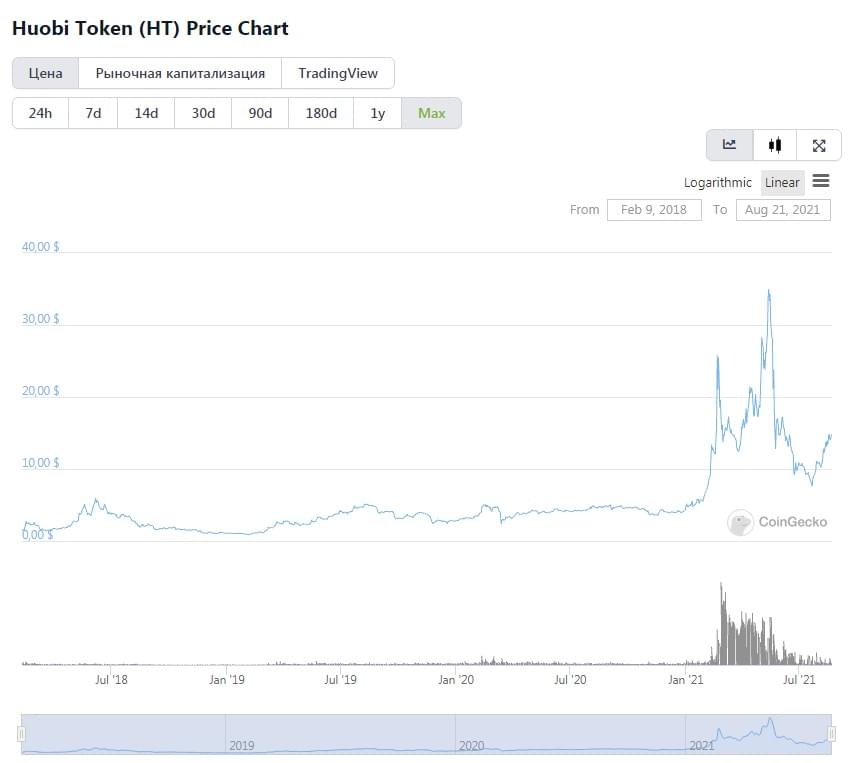 Huobi Token (HT) Price Chart
Цена Рыночная капитализация TradingView
24h 7d 14d 30d 90d 180d 1y Max
Logarithmic Linear
From Feb 9, 2018 To Aug 21, 2021
40,00 $
30,00 $
20,00 $
10,00 $
0,00 $
CoinGecko
Jul '18 Jan '19 Jul '19 Jan '20 Jul '20 Jan '21 Jul '21
2019 2020 2021